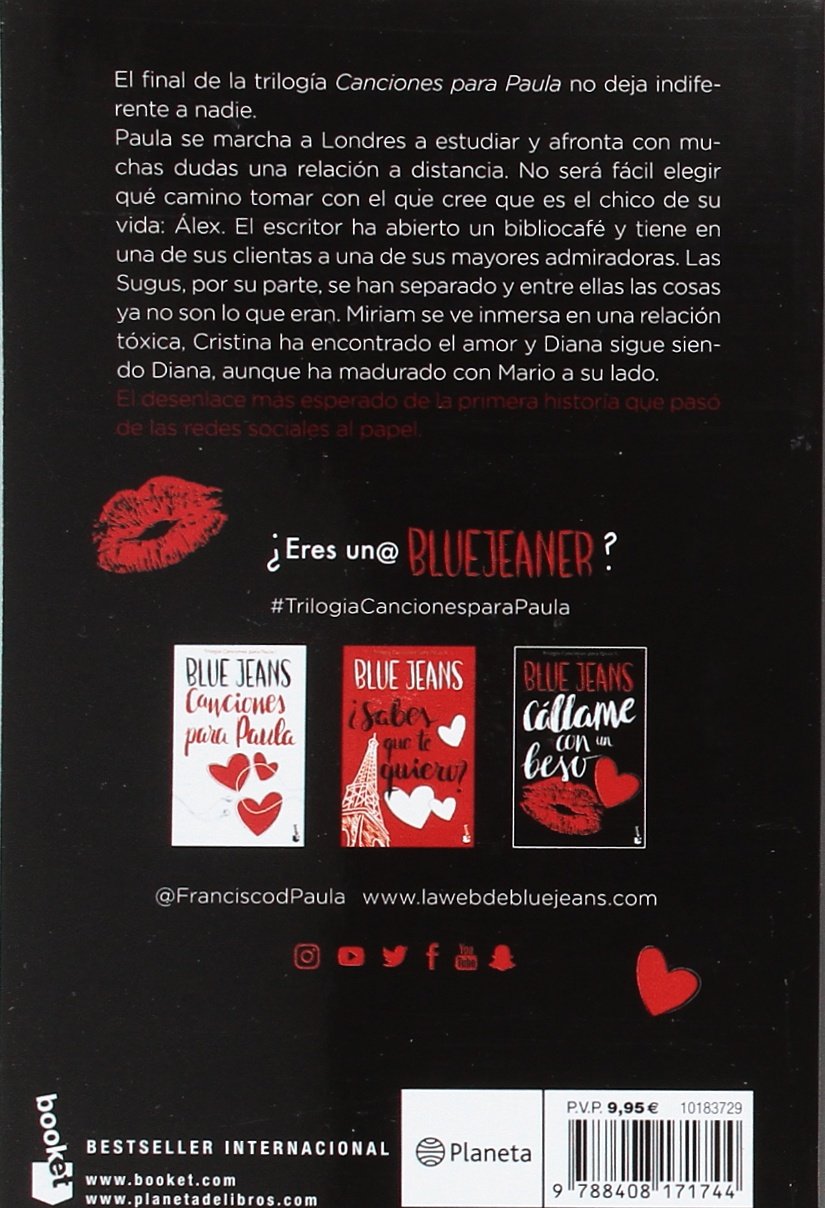 El final de la trilogía Canciones para Paula no deja indife-
rente a nadie.
Paula se marcha a Londres a estudiar y afronta con mu-
chas dudas una relación a distancia. No será fácil elegir
qué camino tomar con el que cree que es el chico de su
vida: Álex. El escritor ha abierto un bibliocafé y tiene en
una de sus clientas a una de sus mayores admiradoras. Las
Sugus, por su parte, se han separado y entre ellas las cosas
ya no son lo que eran. Miriam se ve inmersa en una relación
tóxica, Cristina ha encontrado el amor y Diana sigue sien-
do Diana, aunque ha madurado con Mario a su lado.
El desenlace más esperado de la primera historia que pasó
de las redes sociales al papel.
¿Eres un@ BLUEJEANER?
#TrilogiaCancionesparaPaula
BLUE JEANS
Canciones
para Paula
BLUE JEANS
¿Sabes
que te
quiero?
BLUE JEANS
Cállame
con un
beso
@FranciscodPaula www.lawebdebluejeans.com
You
Tube
booket
BESTSELLER INTERNACIONAL
www.booket.com
www.planetadelibros.com
Planeta
P.V.P. 9,95 € 10183729
9 788408 171744